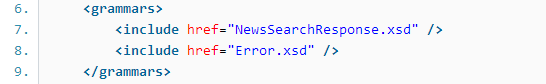 6. <grammars>
7. <include href="NewsSearchResponse.xsd" />
8. <include href="Error.xsd" />
9. </grammars>